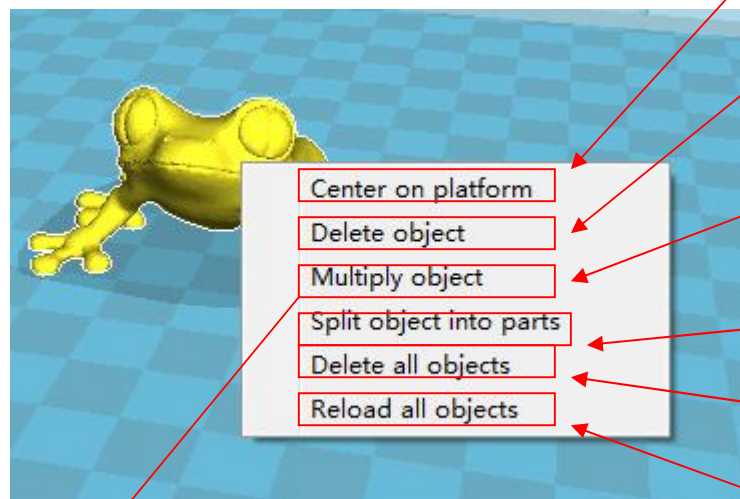 Center on platform
Delete object
Multiply object
Split object into parts
Delete all objects
Reload all objects